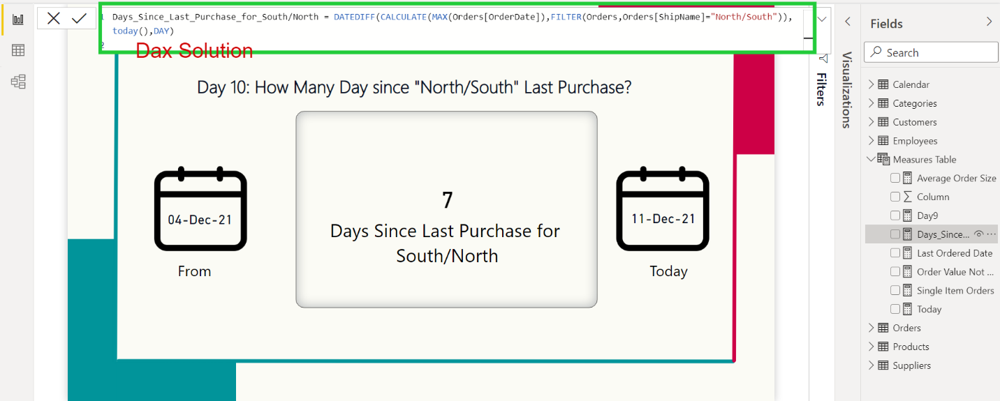 1 Days_Since_Last_Purchase_for_South/North = DATEDIFF(CALCULATE(MAX(Orders[OrderDate]),FILTER(Orders,Orders[ShipName]="North/South")),
today(),DAY)
2
Dax Solution
Day 10: How Many Day since "North/South" Last Purchase?
04-Dec-21
From
7
Days Since Last Purchase for
South/North
11-Dec-21
Today
Filters
Visualizations
Fields
Search
Calendar
Categories
Customers
Employees
Measures Table
Average Order Size
Column
Day9
Days_Since...
Last Ordered Date
Order Value Not ...
Single Item Orders
Today
Orders
Products
Suppliers